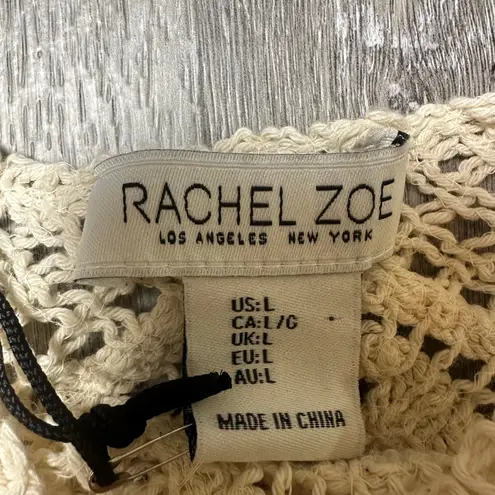 RACHEL ZOE
LOS ANGELES NEW YORK
US:L
CA:L/G
UK:L
EU:L
AU:L
MADE IN CHINA